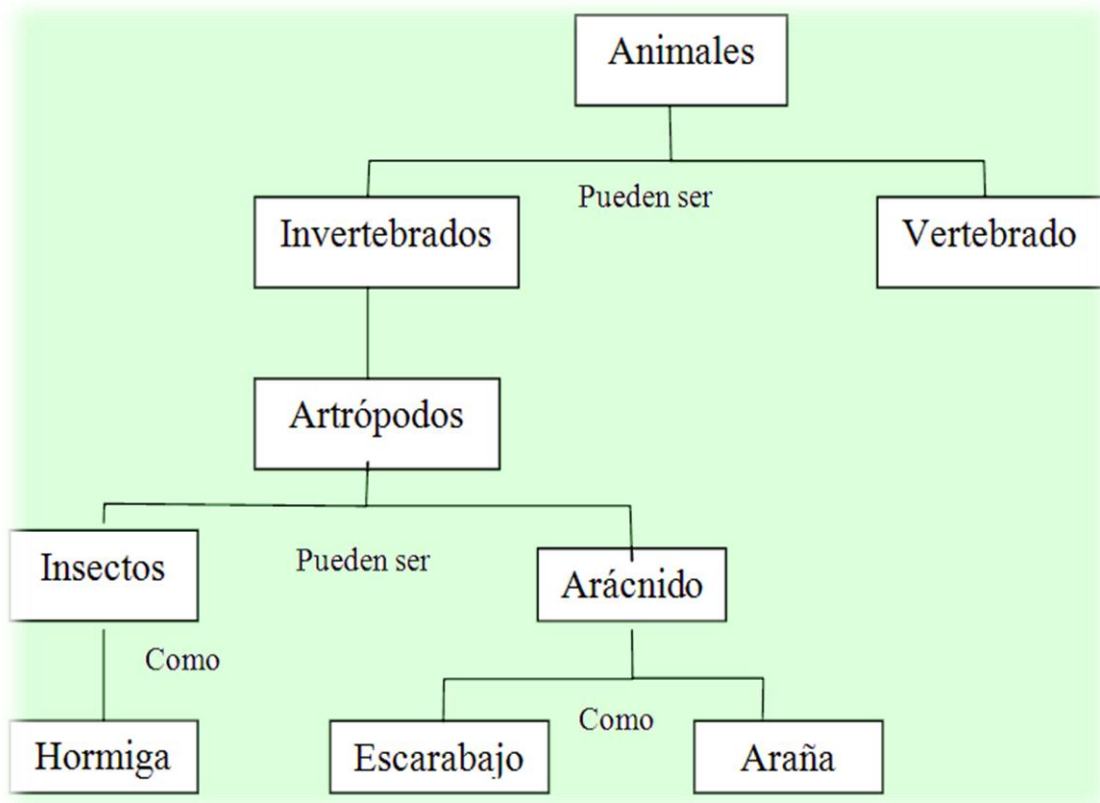 Animales
Pueden ser
Invertebrados
Vertebrado
Artrópodos
Pueden ser
Insectos
Arácnido
Como
Como
Hormiga
Escarabajo
Araña